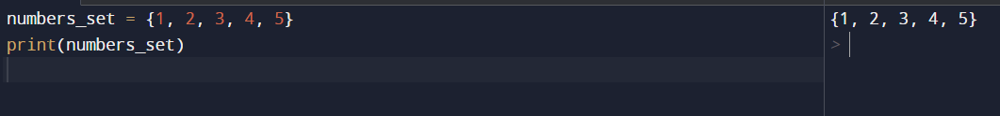 numbers_set = {1, 2, 3, 4, 5}
print(numbers_set)
{1, 2, 3, 4, 5}
>